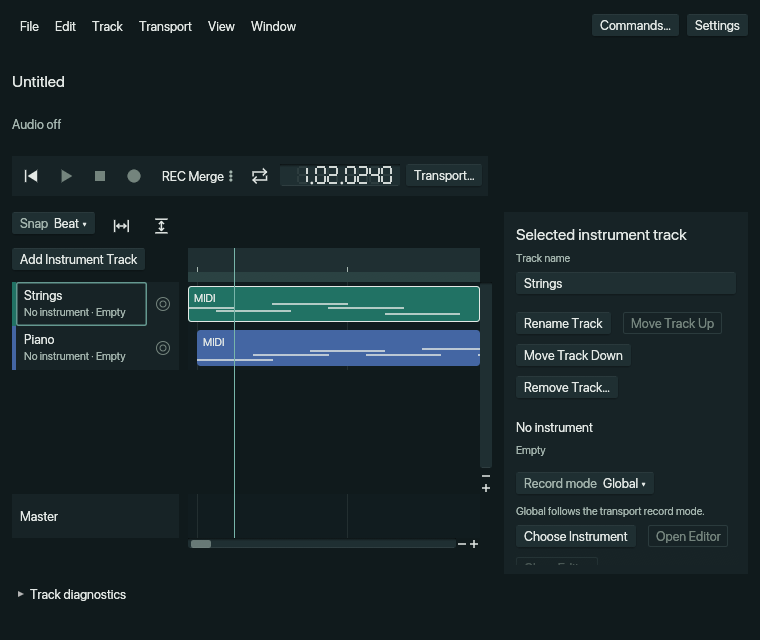 File Edit Track Transport View Window Commands... Settings
Untitled
Audio off
REC Merge 1.02.0240 Transport...
Snap Beat
Add Instrument Track
Strings
No instrument · Empty
Piano
No instrument · Empty
MIDI
MIDI
Master
Selected instrument track
Track name
Strings
Rename Track Move Track Up
Move Track Down
Remove Track...
No instrument
Empty
Record mode Global
Global follows the transport record mode.
Choose Instrument Open Editor
Track diagnostics